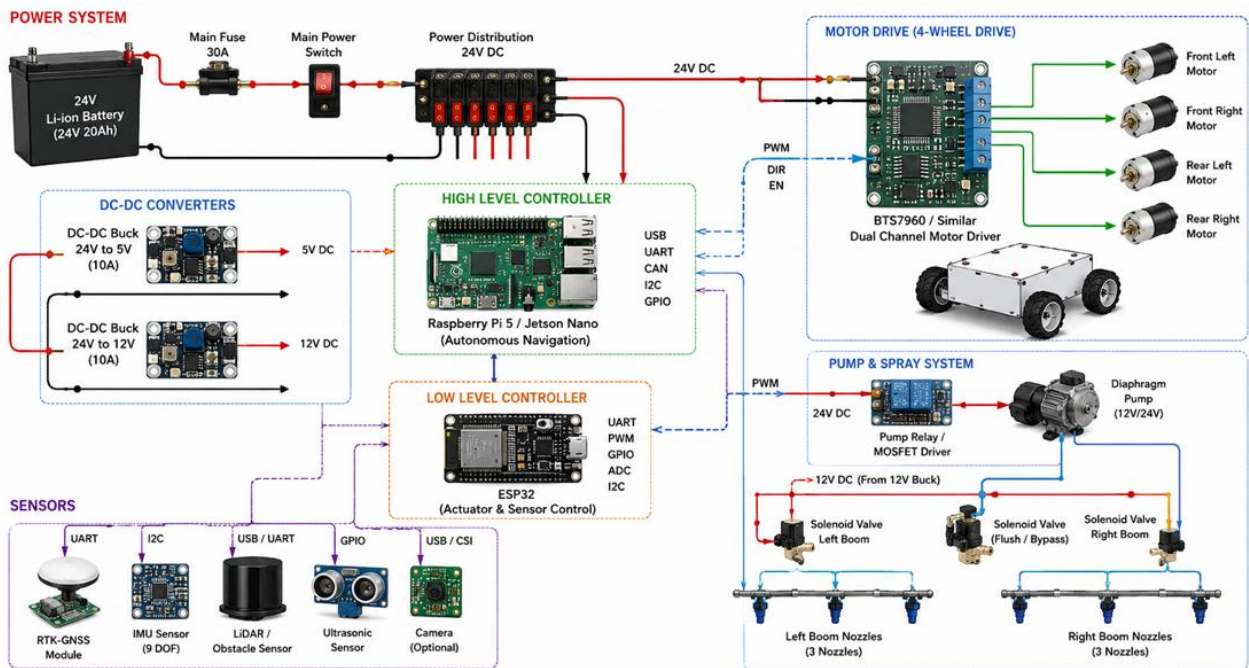 POWER SYSTEM
Main Fuse
30A
Main Power
Switch
Power Distribution
24V DC
24V
Li-ion Battery
(24V 20Ah)
24V DC
MOTOR DRIVE (4-WHEEL DRIVE)
Front Left
Motor
Front Right
Motor
Rear Left
Motor
Rear Right
Motor
PWM
DIR
EN
BTS7960 / Similar
Dual Channel Motor Driver
DC-DC CONVERTERS
DC-DC Buck
24V to 5V
(10A)
5V DC
DC-DC Buck
24V to 12V
(10A)
12V DC
HIGH LEVEL CONTROLLER
USB
UART
CAN
I2C
GPIO
Raspberry Pi 5 / Jetson Nano
(Autonomous Navigation)
LOW LEVEL CONTROLLER
UART
PWM
GPIO
ADC
I2C
ESP32
(Actuator & Sensor Control)
PUMP & SPRAY SYSTEM
PWM
24V DC
Pump Relay /
MOSFET Driver
Diaphragm
Pump
(12V/24V)
12V DC (From 12V Buck)
Solenoid Valve
Left Boom
Solenoid Valve
(Flush / Bypass)
Solenoid Valve
Right Boom
Left Boom Nozzles
(3 Nozzles)
Right Boom Nozzles
(3 Nozzles)
SENSORS
UART
I2C
USB / UART
GPIO
USB / CSI
RTK-GNSS
Module
IMU Sensor
(9 DOF)
LiDAR /
Obstacle Sensor
Ultrasonic
Sensor
Camera
(Optional)